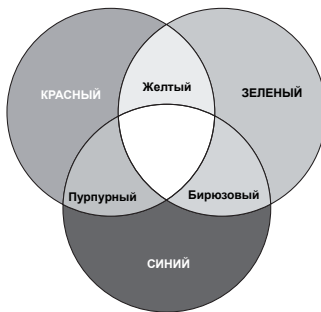 Желтый
КРАСНЫЙ
ЗЕЛЕНЫЙ
Пурпурный
Бирюзовый
СИНИЙ